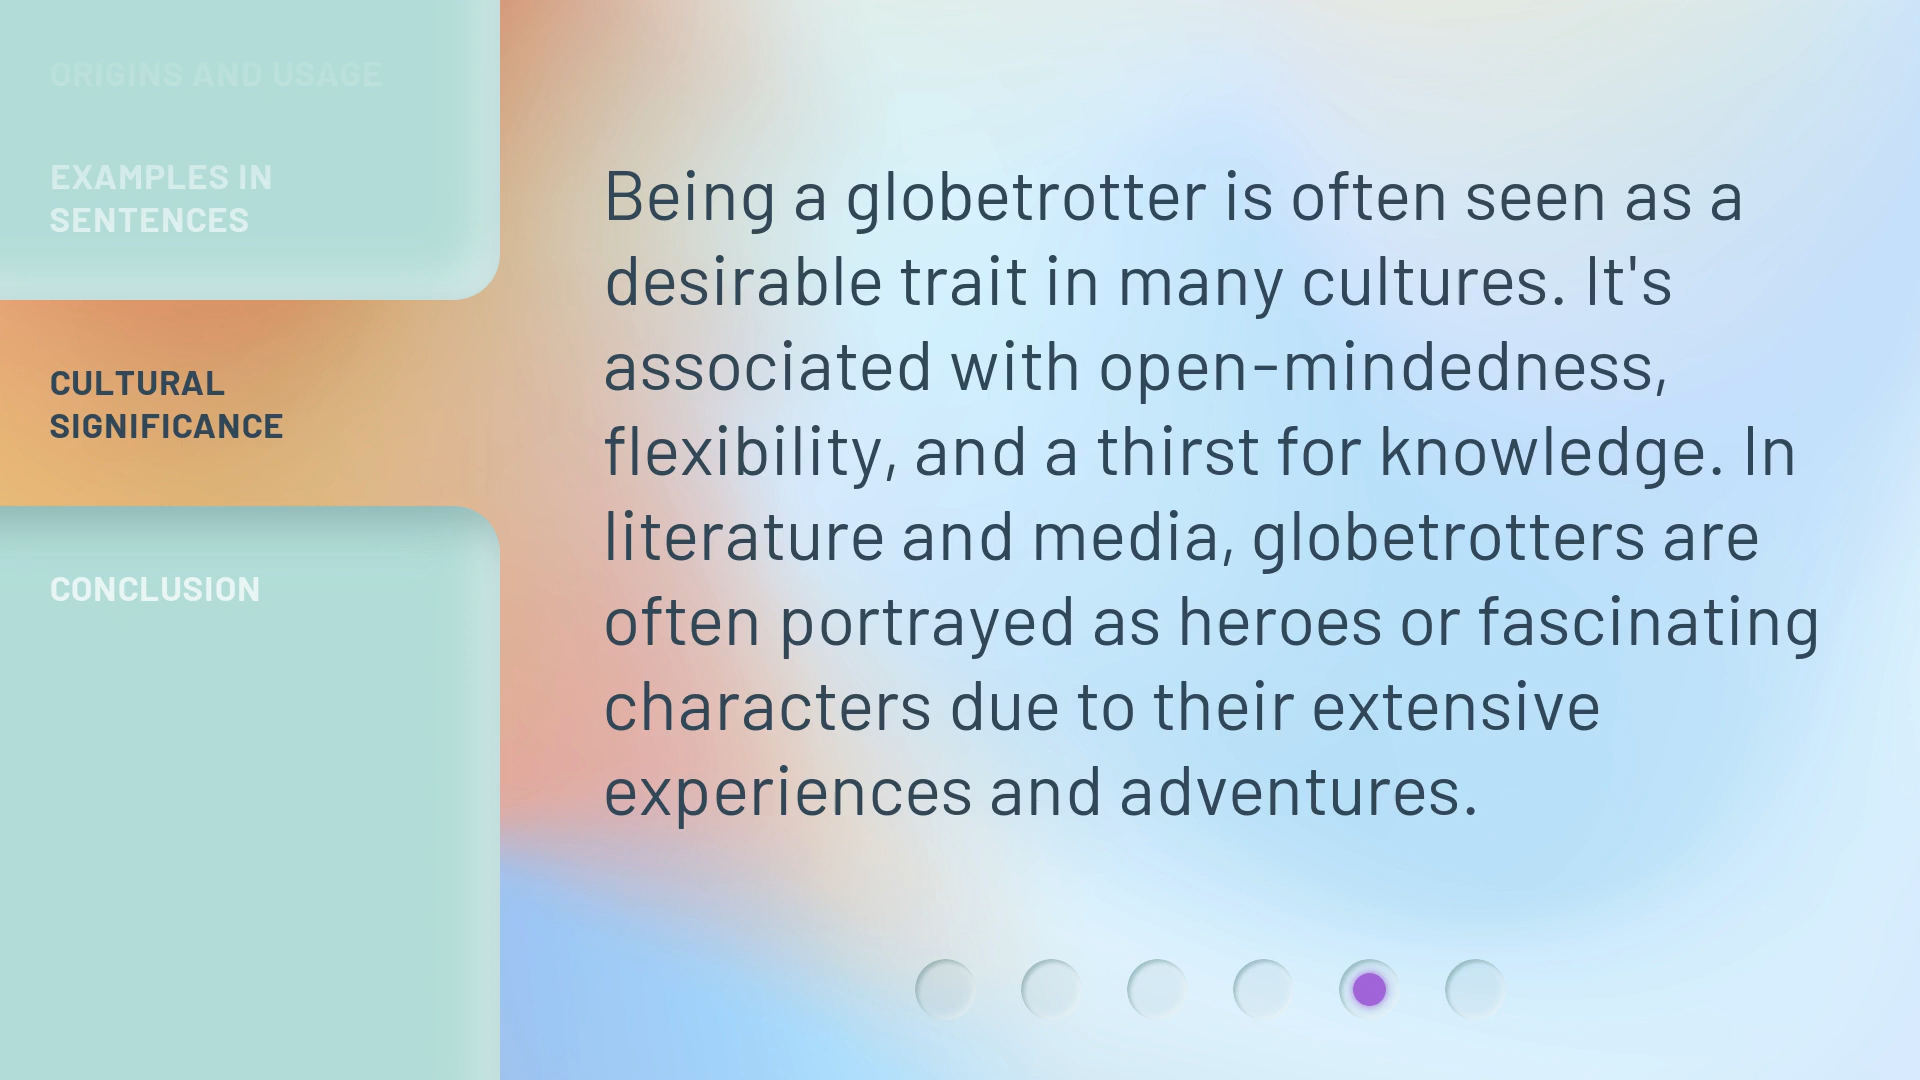 ORIGINS AND USAGE
EXAMPLES IN
SENTENCES
CULTURAL
SIGNIFICANCE
CONCLUSION
Being a globetrotter is often seen as a
desirable trait in many cultures. It's
associated with open-mindedness,
flexibility, and a thirst for knowledge. In
literature and media, globetrotters are
often portrayed as heroes or fascinating
characters due to their extensive
experiences and adventures.